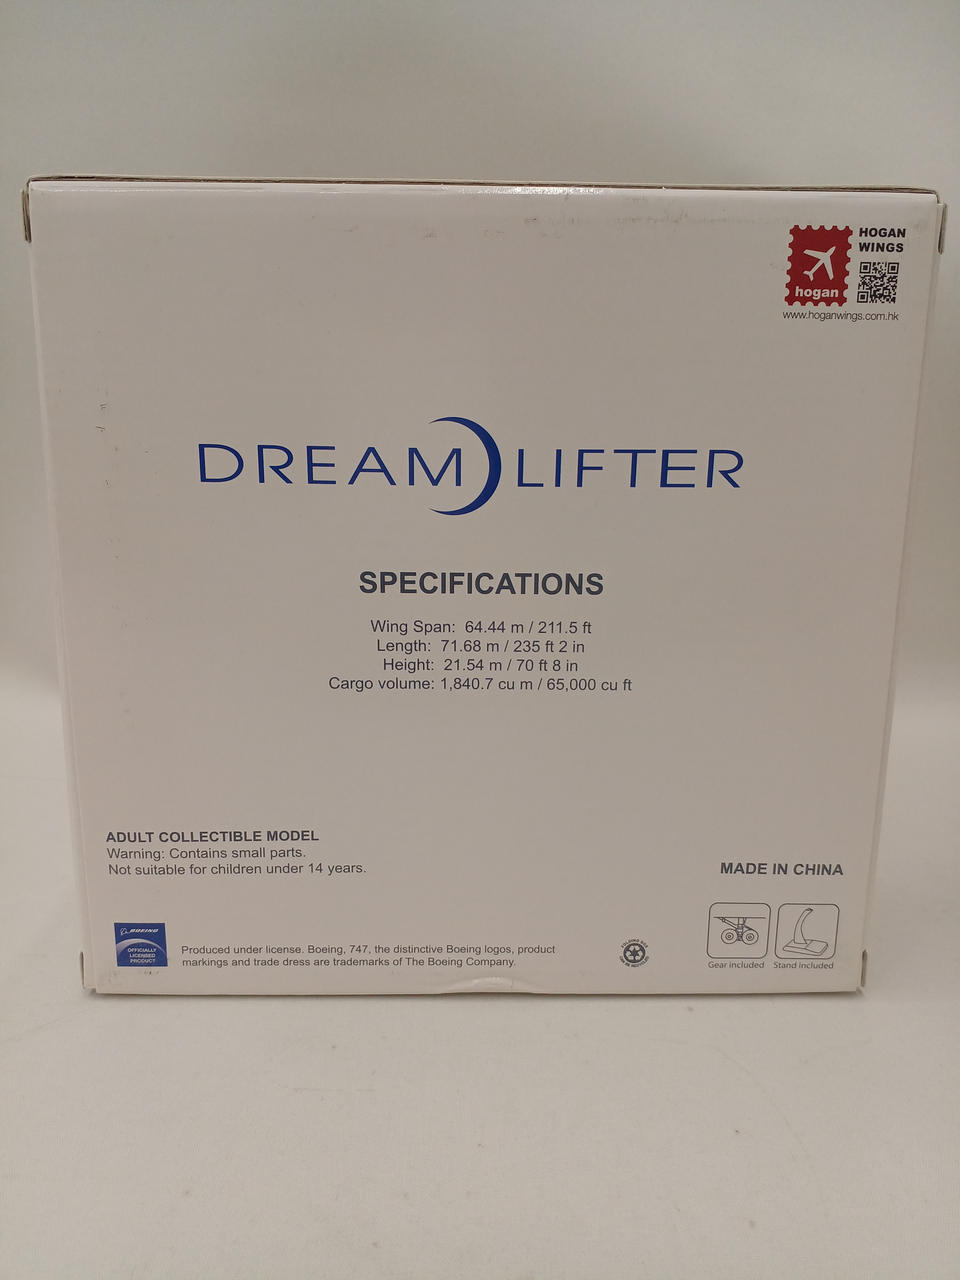 HOGAN
WINGS
hogan
www.hoganwings.com.hk
DREAM LIFTER
SPECIFICATIONS
Wing Span: 64.44 m / 211.5 ft
Length: 71.68 m / 235 ft 2 in
Height: 21.54 m / 70 ft 8 in
Cargo volume: 1,840.7 cu m / 65,000 cu ft
ADULT COLLECTIBLE MODEL
Warning: Contains small parts.
Not suitable for children under 14 years.
MADE IN CHINA
BOEING
OFFICIALLY
LICENSED
PRODUCT
Produced under license. Boeing, 747, the distinctive Boeing logos, product
markings and trade dress are trademarks of The Boeing Company.
Gear included
Stand included